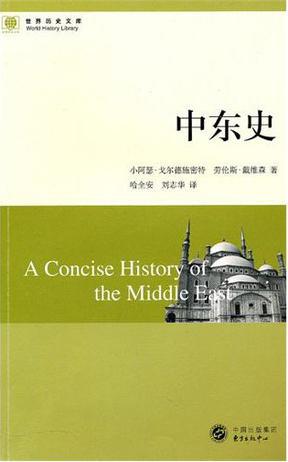 世界历史文库
World History Library
中东史
小阿瑟·戈尔德施密特 劳伦斯·戴维森 著
哈全安 刘志华 译
A Concise History of
the Middle East
中国出版集团
东方出版中心